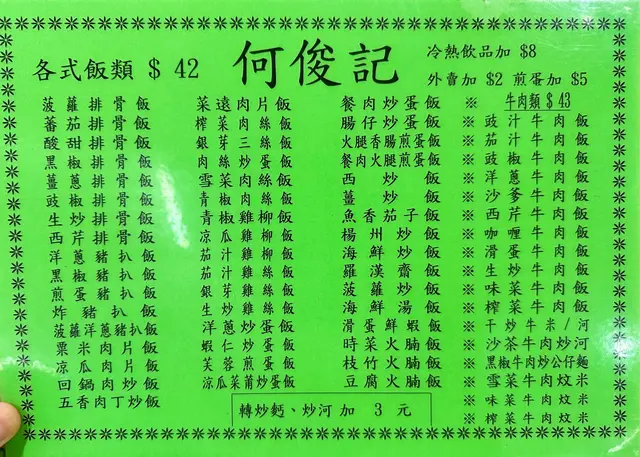 何俊記
各式飯類 $ 42
冷熱飲品加 $8
外賣加 $2 煎蛋加 $5
菠蘿排骨飯
蕃茄排骨飯
酸甜排骨飯
黑椒排骨飯
薑蔥排骨飯
豉椒排骨飯
生炒排骨飯
西芹排骨飯
洋蔥豬扒飯
黑椒豬扒飯
煎蛋豬扒飯
炸豬扒飯
菠蘿洋蔥豬扒飯
粟米肉片飯
涼瓜肉片飯
回鍋肉炒飯
五香肉丁炒飯
菜遠肉片飯
榨菜肉絲飯
銀芽三絲飯
肉絲炒蛋飯
雪菜肉絲飯
青椒肉絲飯
青椒雞柳飯
涼瓜雞柳飯
茄汁雞柳飯
茄汁雞絲飯
銀芽雞絲飯
生炒雞絲飯
洋蔥炒蛋飯
蝦仁炒蛋飯
芙蓉煎蛋飯
涼瓜菜莆炒蛋飯
餐肉炒蛋飯
腸仔炒蛋飯
火腿香腸煎蛋飯
餐肉火腿煎蛋飯
西炒飯
薑炒飯
魚香茄子飯
楊州炒飯
海鮮炒飯
羅漢齋飯
菠蘿炒飯
海鮮湯飯
滑蛋鮮蝦飯
時菜火腩飯
枝竹火腩飯
豆腐火腩飯
※ 牛肉類 $ 43
※ 豉汁牛肉飯
※ 茄汁牛肉飯
※ 豉椒牛肉飯
※ 洋蔥牛肉飯
※ 沙爹牛肉飯
※ 西芹牛肉飯
※ 咖喱牛肉飯
※ 滑蛋牛肉飯
※ 生炒牛肉飯
※ 味菜牛肉飯
※ 榨菜牛肉飯
※ 干炒牛米/河
※ 沙茶牛肉炒河
※ 黑椒牛肉炒公仔麵
※ 雪菜牛肉炆米
※ 味菜牛肉炆米
※ 榨菜牛肉炆米
轉炒麵、炒河加 3 元